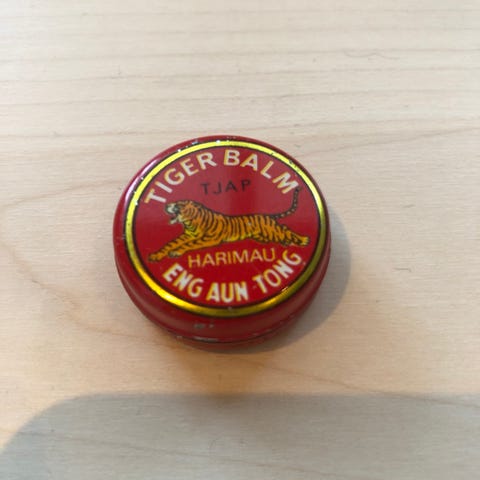 TIGER BALM
TJAP
HARIMAU
ENG AUN TONG